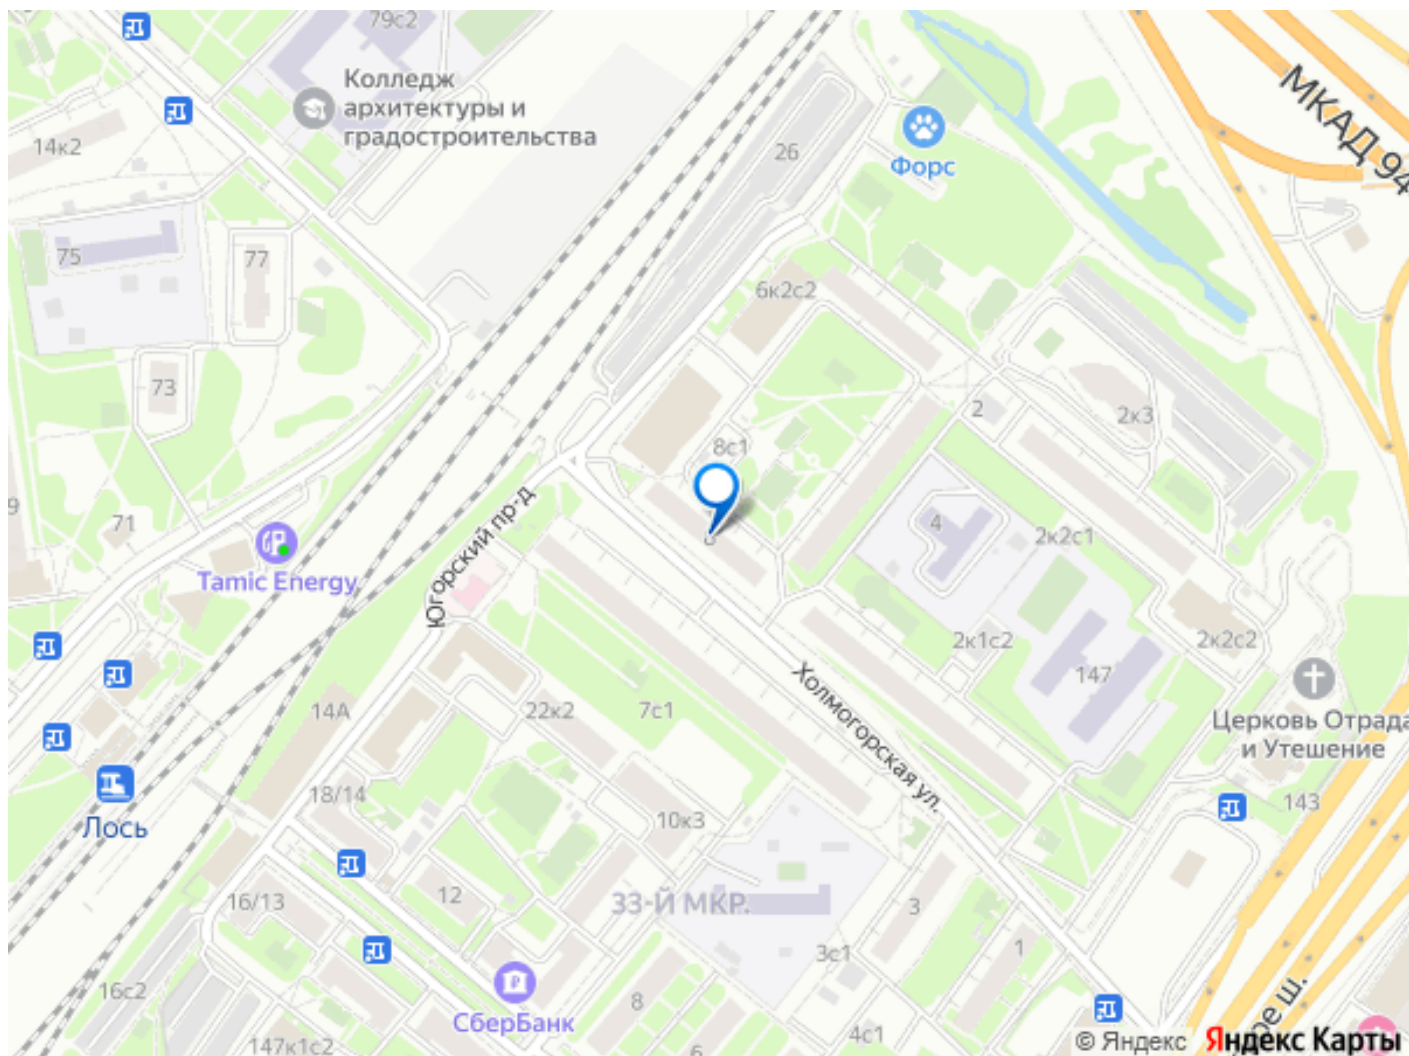 79с2
Колледж
архитектуры и
градостроительства
14к2
26
Форс
МКАД 94
75
77
6к2с2
73
2
2к3
8с1
71
4
2к2с1
Югорский пр-д
Tamic Energy
2к1с2
2к2с2
147
Холмогорская ул.
Церковь Отрада
и Утешение
14А
22к2
7с1
Лось
18/14
10к3
143
16/13
12
33-Й МКР.
3
1
3с1
16с2
8
СберБанк
4с1
147к1с2
6
ое ш.
© Яндекс
Яндекс Карты